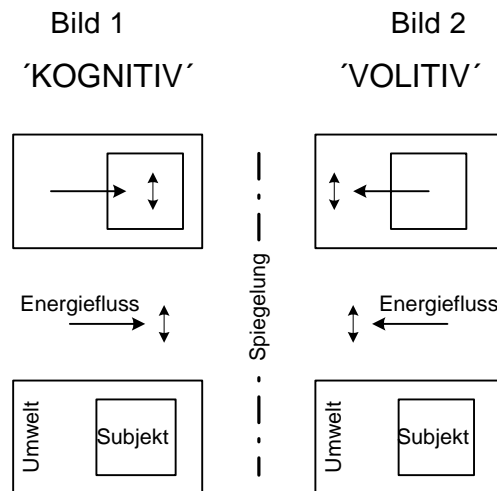 Bild 1
Bild 2
´KOGNITIV´
´VOLITIV´
Spiegelung
Energiefluss
Energiefluss
Umwelt
Subjekt
Umwelt
Subjekt